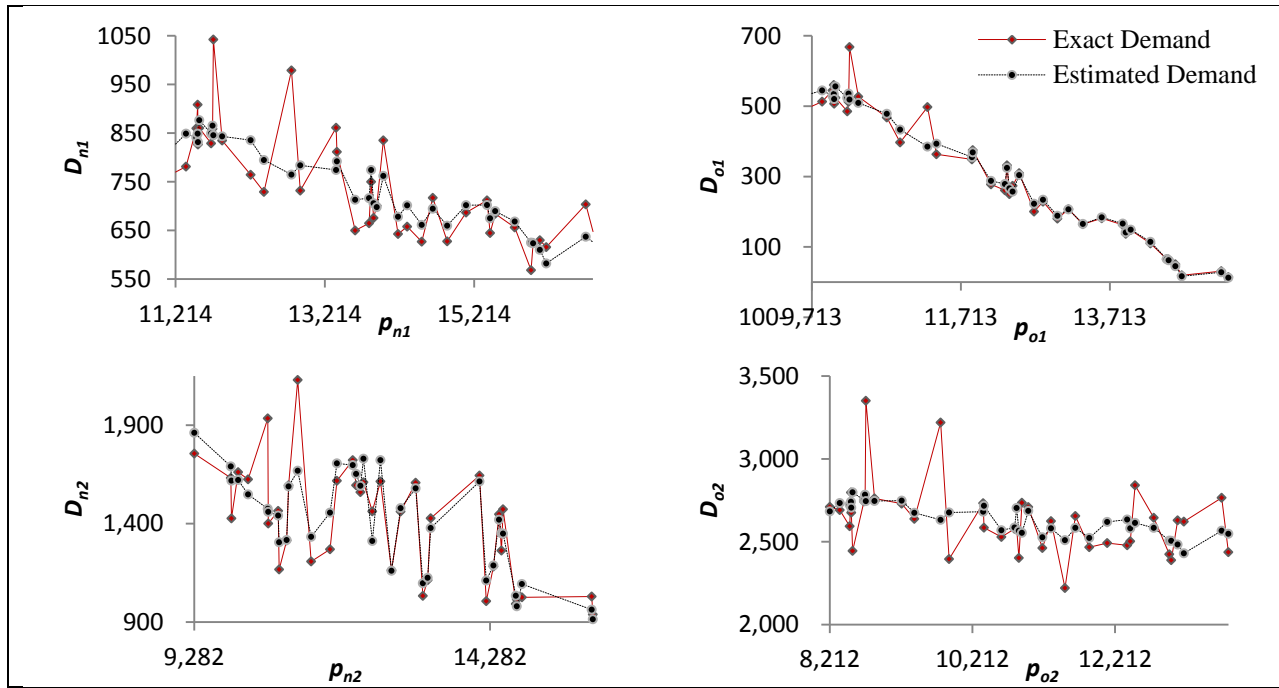 1050
950
850
750
650
550
D_n1
11,214
13,214
15,214
p_n1
700
500
300
100
D_o1
100
9,713
11,713
13,713
p_o1
Exact Demand
Estimated Demand
1,900
1,400
900
D_n2
9,282
14,282
p_n2
3,500
3,000
2,500
2,000
D_o2
8,212
10,212
12,212
p_o2